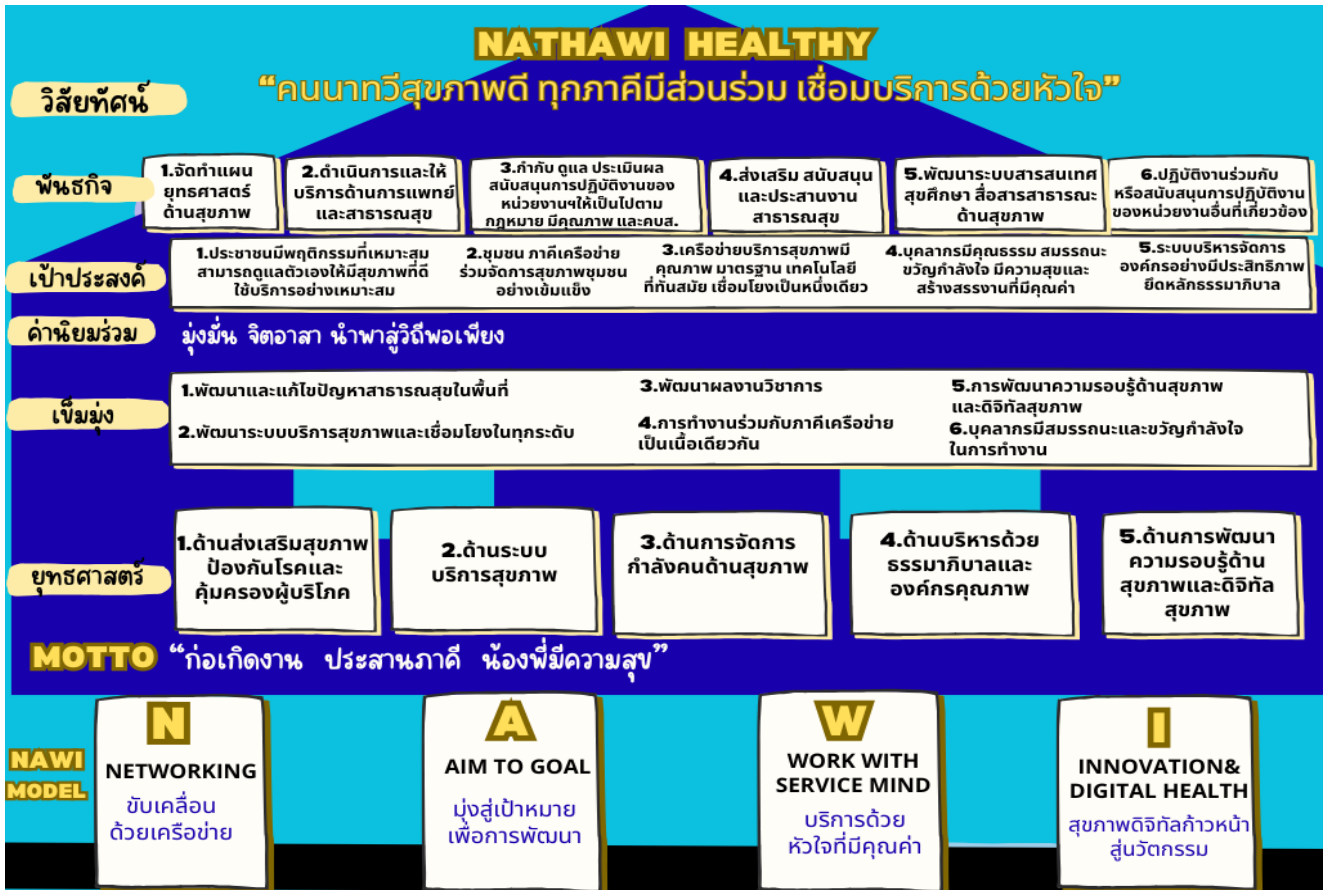 NATHAWI HEALTHY
วิสัยทัศน์
“คนนาทวีสุขภาพดี ทุกภาคีมีส่วนร่วม เชื่อมบริการด้วยหัวใจ”
พันธกิจ
1.จัดทำแผน
ยุทธศาสตร์
ด้านสุขภาพ
2.ดำเนินการและให้
บริการด้านการแพทย์
และสาธารณสุข
3.กำกับ ดูแล ประเมินผล
สนับสนุนการปฏิบัติงานของ
หน่วยงานฯให้เป็นไปตาม
กฎหมาย มีคุณภาพ และคบส.
4.ส่งเสริม สนับสนุน
และประสานงาน
สาธารณสุข
5.พัฒนาระบบสารสนเทศ
สุขศึกษา สื่อสารสาธารณะ
ด้านสุขภาพ
6.ปฏิบัติงานร่วมกับ
หรือสนับสนุนการปฏิบัติงาน
ของหน่วยงานอื่นที่เกี่ยวข้อง
เป้าประสงค์
1.ประชาชนมีพฤติกรรมที่เหมาะสม
สามารถดูแลตัวเองให้มีสุขภาพที่ดี
ใช้บริการอย่างเหมาะสม
2.ชุมชน ภาคีเครือข่าย
ร่วมจัดการสุขภาพชุมชน
อย่างเข้มแข็ง
3.เครือข่ายบริการสุขภาพมี
คุณภาพ มาตรฐาน เทคโนโลยี
ที่ทันสมัย เชื่อมโยงเป็นหนึ่งเดียว
4.บุคลากรมีคุณธรรม สมรรถนะ
ขวัญกำลังใจ มีความสุขและ
สร้างสรรงานที่มีคุณค่า
5.ระบบบริหารจัดการ
องค์กรอย่างมีประสิทธิภาพ
ยึดหลักธรรมาภิบาล
ค่านิยมร่วม
มุ่งมั่น จิตอาสา นำพาสู่วิถีพอเพียง
เข็มมุ่ง
1.พัฒนาและแก้ไขปัญหาสาธารณสุขในพื้นที่
2.พัฒนาระบบบริการสุขภาพและเชื่อมโยงในทุกระดับ
3.พัฒนาผลงานวิชาการ
4.การทำงานร่วมกับภาคีเครือข่าย
เป็นเนื้อเดียวกัน
5.การพัฒนาความรอบรู้ด้านสุขภาพ
และดิจิทัลสุขภาพ
6.บุคลากรมีสมรรถนะและขวัญกำลังใจ
ในการทำงาน
ยุทธศาสตร์
1.ด้านส่งเสริมสุขภาพ
ป้องกันโรคและ
คุ้มครองผู้บริโภค
2.ด้านระบบ
บริการสุขภาพ
3.ด้านการจัดการ
กำลังคนด้านสุขภาพ
4.ด้านบริหารด้วย
ธรรมาภิบาลและ
องค์กรคุณภาพ
5.ด้านการพัฒนา
ความรอบรู้ด้าน
สุขภาพและดิจิทัล
สุขภาพ
MOTTO “ก่อเกิดงาน ประสานภาคี น้องพี่มีความสุข”
NAWI
MODEL
N
NETWORKING
ขับเคลื่อน
ด้วยเครือข่าย
A
AIM TO GOAL
มุ่งสู่เป้าหมาย
เพื่อการพัฒนา
W
WORK WITH
SERVICE MIND
บริการด้วย
หัวใจที่มีคุณค่า
I
INNOVATION&
DIGITAL HEALTH
สุขภาพดิจิทัลก้าวหน้า
สู่นวัตกรรม